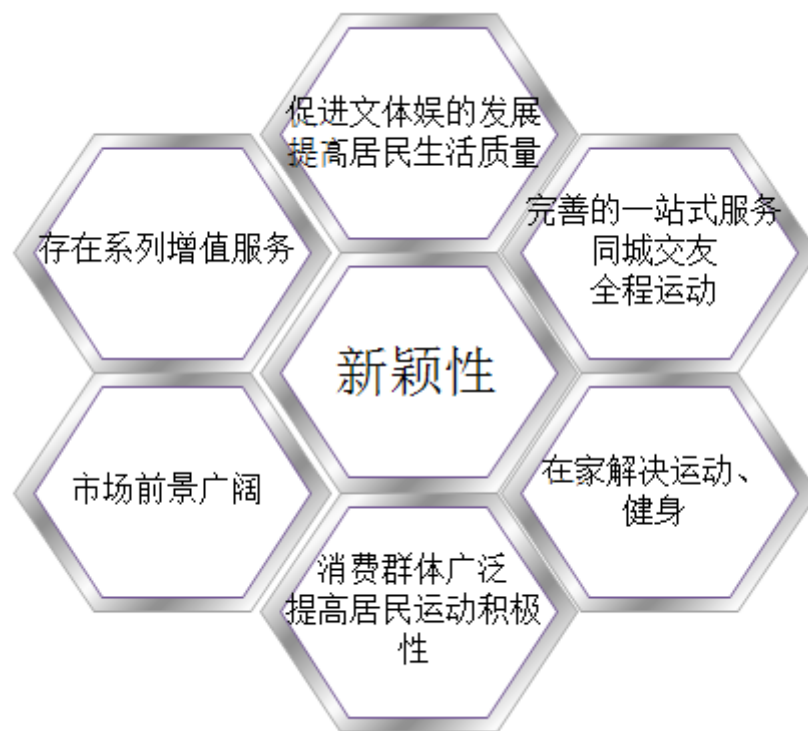 促进文体娱的发展
提高居民生活质量
完善的一站式服务
同城交友
全程运动
存在系列增值服务
新颖性
在家解决运动、
健身
市场前景广阔
消费群体广泛
提高居民运动积极
性